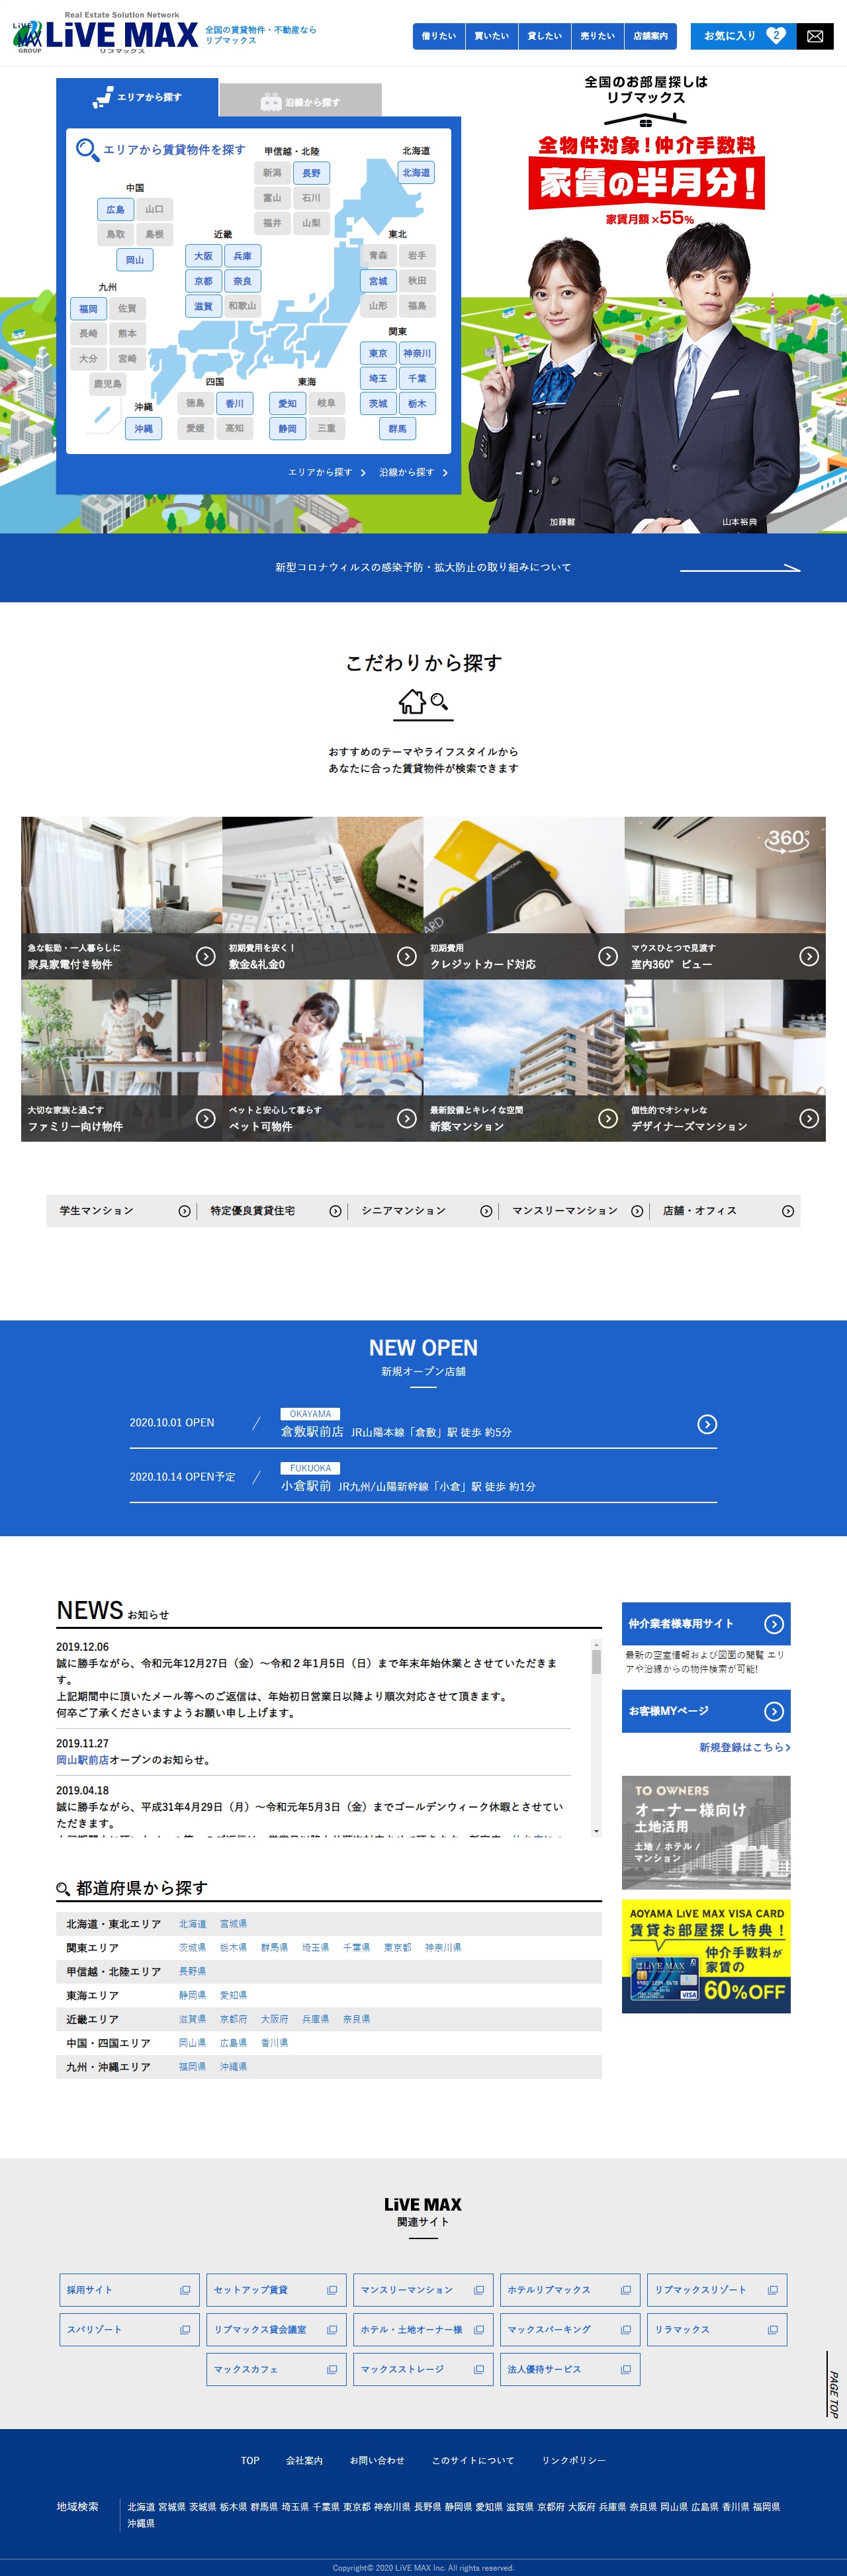 Real Estate Solution Network
LiVE MAX
LiVE MAX GROUP
リブマックス
全国の賃貸物件・不動産なら
リブマックス
借りたい 買いたい 貸したい 売りたい 店舗案内
お気に入り 2
エリアから探す
沿線から探す
エリアから賃貸物件を探す
甲信越・北陸
新潟 長野
富山 石川
福井 山梨
北海道
北海道
中国
広島 山口
鳥取 島根
岡山
近畿
大阪 兵庫
京都 奈良
滋賀 和歌山
東北
青森 岩手
宮城 秋田
山形 福島
九州
福岡 佐賀
長崎 熊本
大分 宮崎
鹿児島
関東
東京 神奈川
埼玉 千葉
茨城 栃木
群馬
沖縄
沖縄
四国
徳島 香川
愛媛 高知
東海
愛知 岐阜
静岡 三重
エリアから探す 沿線から探す
全国のお部屋探しは
リブマックス
全物件対象!仲介手数料
家賃の半月分!
家賃月額×55%
加藤諒
山本裕典
新型コロナウィルスの感染予防・拡大防止の取り組みについて
こだわりから探す
おすすめのテーマやライフスタイルから
あなたに合った賃貸物件が検索できます
急な転勤・一人暮らしに
家具家電付き物件
初期費用を安く!
敷金&礼金0
INTERNATIONAL
ARD
初期費用
クレジットカード対応
360°
マウスひとつで見渡す
室内360°ビュー
大切な家族と過ごす
ファミリー向け物件
ペットと安心して暮らす
ペット可物件
最新設備とキレイな空間
新築マンション
個性的でオシャレな
デザイナーズマンション
学生マンション 特定優良賃貸住宅 シニアマンション マンスリーマンション 店舗・オフィス
NEW OPEN
新規オープン店舗
2020.10.01 OPEN
OKAYAMA
倉敷駅前店 JR山陽本線「倉敷」駅 徒歩 約5分
2020.10.14 OPEN予定
FUKUOKA
小倉駅前 JR九州/山陽新幹線「小倉」駅 徒歩 約1分
NEWS お知らせ
2019.12.06
誠に勝手ながら、令和元年12月27日（金）～令和２年1月5日（日）まで年末年始休業とさせていただきま
す。
上記期間中に頂いたメール等へのご返信は、年始初日営業日以降より順次対応させて頂きます。
何卒ご了承くださいますようお願い申し上げます。
2019.11.27
岡山駅前店オープンのお知らせ。
2019.04.18
誠に勝手ながら、平成31年4月29日（月）～令和元年5月3日（金）までゴールデンウィーク休暇とさせてい
ただきます。
仲介業者様専用サイト
最新の空室情報および図面の閲覧 エリ
アや沿線からの物件検索が可能!
お客様MYページ
新規登録はこちら
TO OWNERS
オーナー様向け
土地活用
土地 / ホテル /
マンション
AOYAMA LiVE MAX VISA CARD
賃貸お部屋探し特典!
仲介手数料が
家賃の
60%OFF
LiVE MAX
VISA
都道府県から探す
北海道・東北エリア 北海道 宮城県
関東エリア 茨城県 栃木県 群馬県 埼玉県 千葉県 東京都 神奈川県
甲信越・北陸エリア 長野県
東海エリア 静岡県 愛知県
近畿エリア 滋賀県 京都府 大阪府 兵庫県 奈良県
中国・四国エリア 岡山県 広島県 香川県
九州・沖縄エリア 福岡県 沖縄県
LiVE MAX
関連サイト
採用サイト セットアップ賃貸 マンスリーマンション ホテルリブマックス リブマックスリゾート
スパリゾート リブマックス貸会議室 ホテル・土地オーナー様 マックスパーキング リラマックス
マックスカフェ マックスストレージ 法人優待サービス
PAGE TOP
TOP 会社案内 お問い合わせ このサイトについて リンクポリシー
地域検索
北海道 宮城県 茨城県 栃木県 群馬県 埼玉県 千葉県 東京都 神奈川県 長野県 静岡県 愛知県 滋賀県 京都府 大阪府 兵庫県 奈良県 岡山県 広島県 香川県 福岡県
沖縄県
Copyright© 2020 LiVE MAX Inc. All rights reserved.